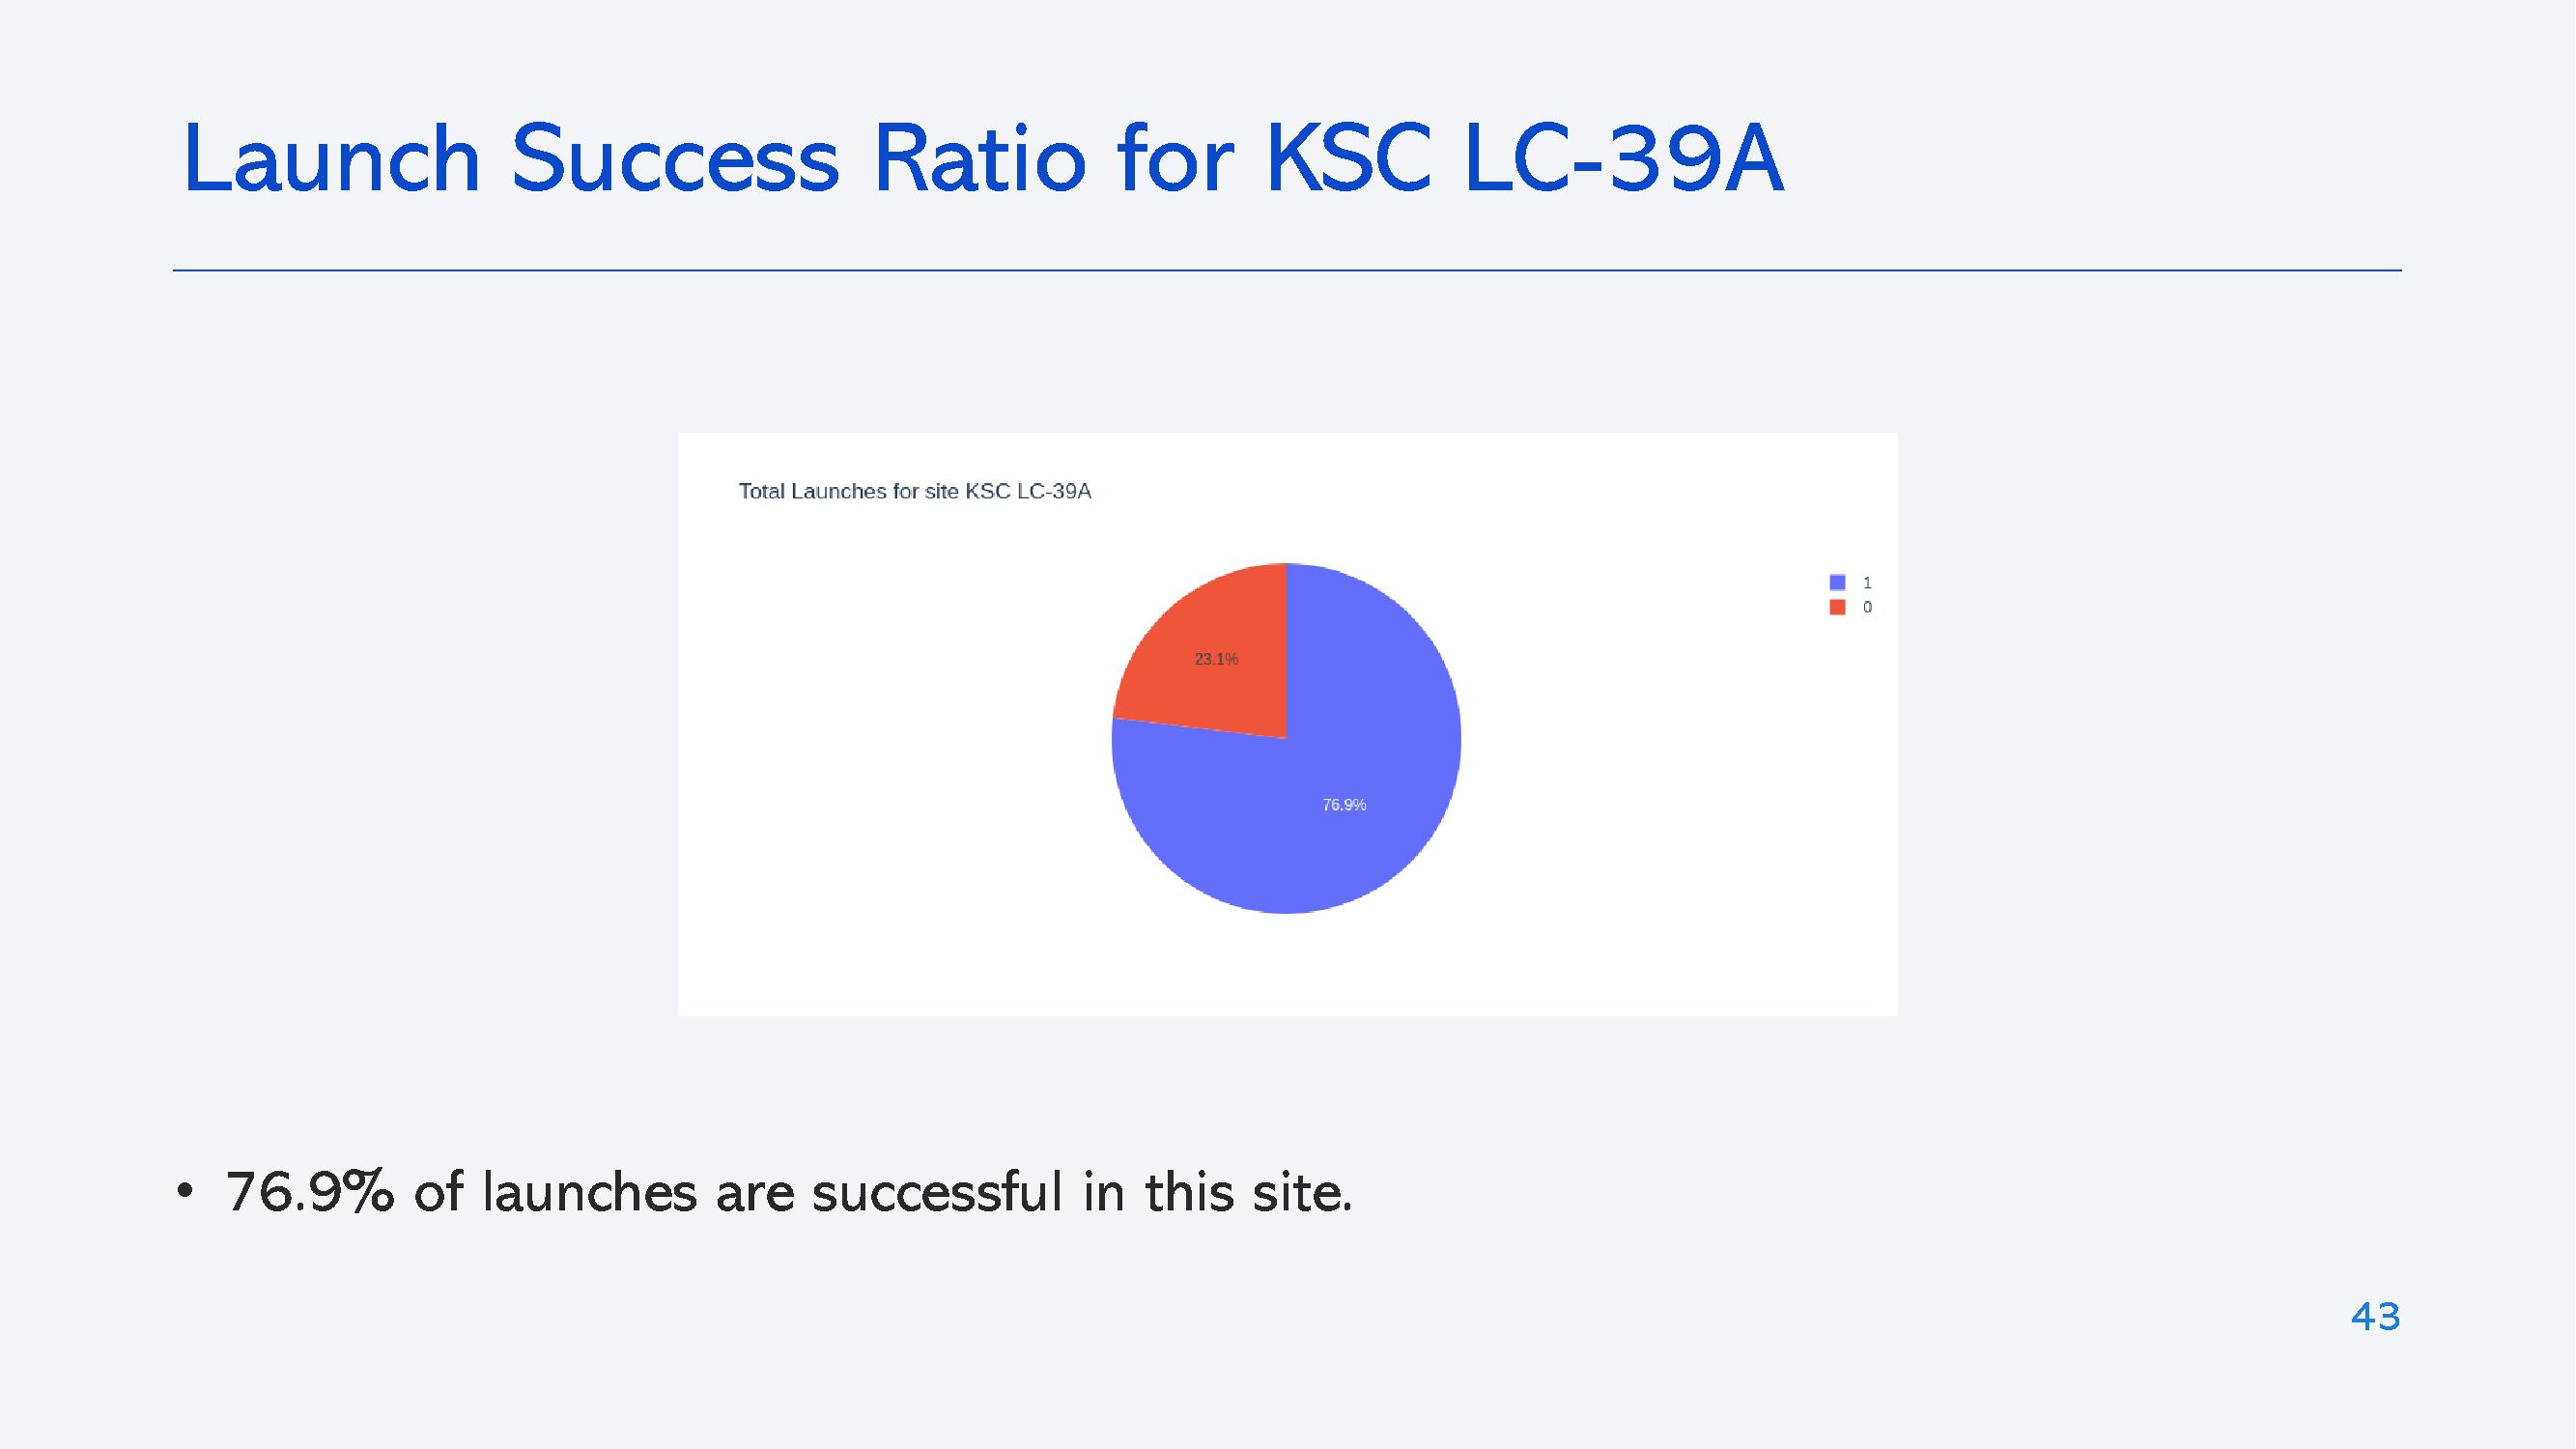 Launch Success Ratio for KSC LC-39A
Total Launches for site KSC LC-39A
1
0
23.1%
76.9%
• 76.9% of launches are successful in this site.
43